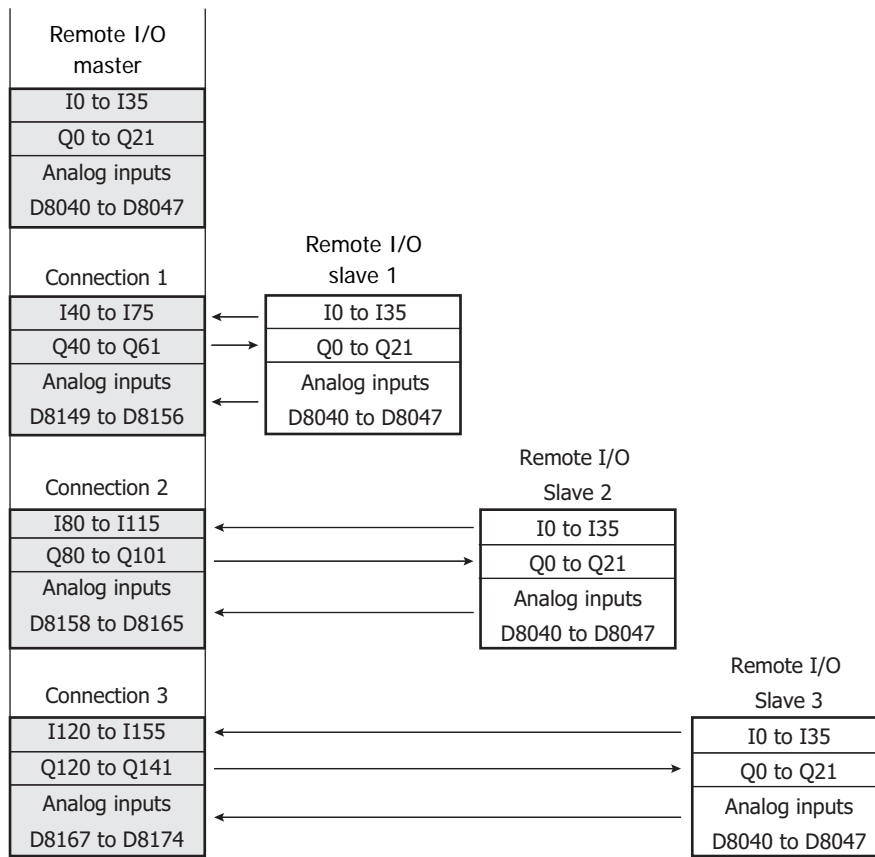 Remote I/O
master
I0 to I35
Q0 to Q21
Analog inputs
D8040 to D8047
Connection 1
I40 to I75
Q40 to Q61
Analog inputs
D8149 to D8156
Remote I/O
slave 1
I0 to I35
Q0 to Q21
Analog inputs
D8040 to D8047
Connection 2
I80 to I115
Q80 to Q101
Analog inputs
D8158 to D8165
Remote I/O
Slave 2
I0 to I35
Q0 to Q21
Analog inputs
D8040 to D8047
Connection 3
I120 to I155
Q120 to Q141
Analog inputs
D8167 to D8174
Remote I/O
Slave 3
I0 to I35
Q0 to Q21
Analog inputs
D8040 to D8047